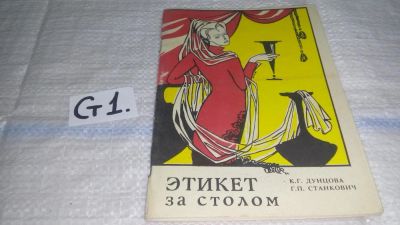 G1.
ЭТИКЕТ
за столом
К.Г. ДУНЦОВА
Г.П. СТАНКОВИЧ